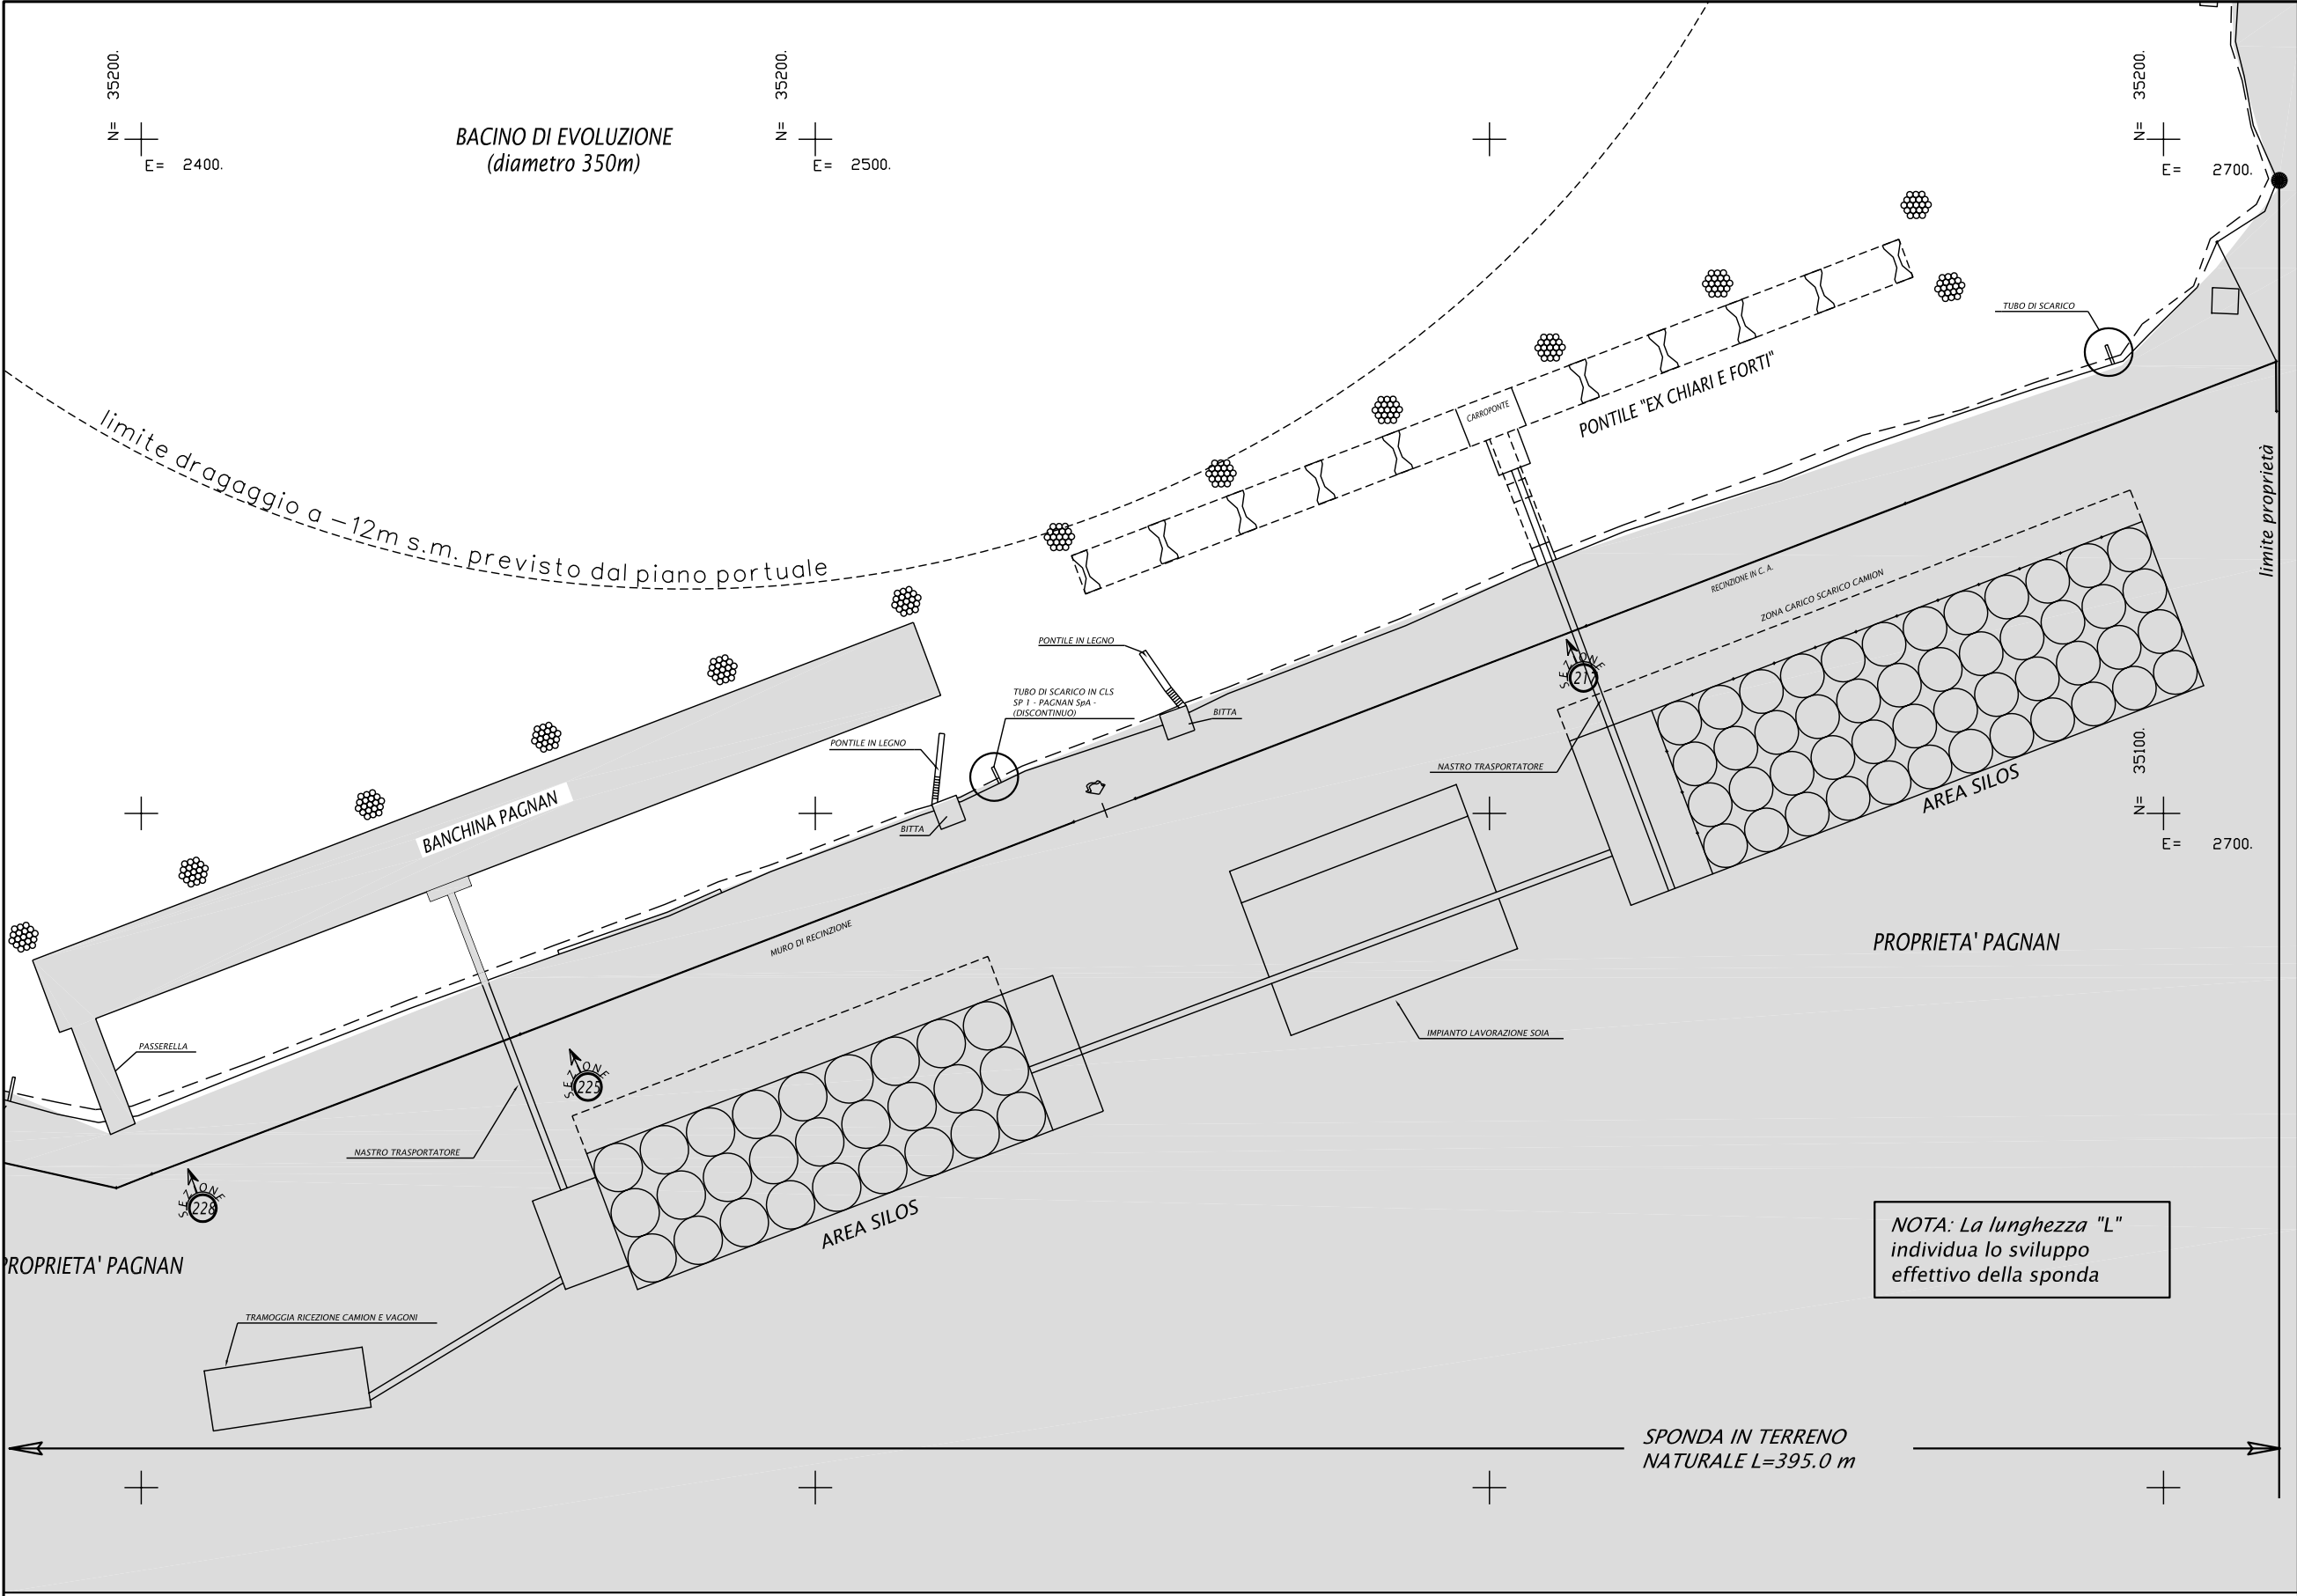 N= 35200.
E= 2400.
BACINO DI EVOLUZIONE
(diametro 350m)
N= 35200.
E= 2500.
N= 35200.
E= 2700.
limite dragaggio a -12m s.m. previsto dal piano portuale
TUBO DI SCARICO
CARROPONTE
PONTILE "EX CHIARI E FORTI"
limite proprietà
RECINZIONE IN C. A.
ZONA CARICO SCARICO CAMION
PONTILE IN LEGNO
SEZIONE
217
TUBO DI SCARICO IN CLS
SP 1 - PAGNAN SpA -
(DISCONTINUO)
BITTA
PONTILE IN LEGNO
NASTRO TRASPORTATORE
AREA SILOS
N= 35100.
E= 2700.
BANCHINA PAGNAN
BITTA
MURO DI RECINZIONE
PROPRIETA' PAGNAN
IMPIANTO LAVORAZIONE SOIA
PASSERELLA
SEZIONE
225
NASTRO TRASPORTATORE
SEZIONE
228
AREA SILOS
PROPRIETA' PAGNAN
NOTA: La lunghezza "L"
individua lo sviluppo
effettivo della sponda
TRAMOGGIA RICEZIONE CAMION E VAGONI
SPONDA IN TERRENO
NATURALE L=395.0 m